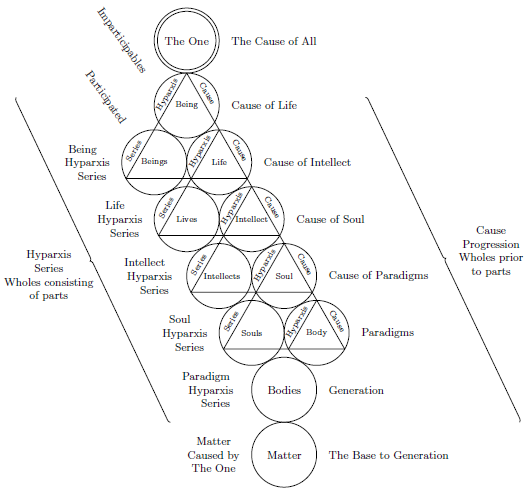 Imparticipables
The One
The Cause of All
Participated
Hyparxis
Cause
Being
Cause of Life
Being
Hyparxis
Series
Series
Beings
Hyparxis
Cause
Life
Cause of Intellect
Life
Hyparxis
Series
Series
Lives
Hyparxis
Cause
Intellect
Cause of Soul
Hyparxis
Series
Wholes consisting
of parts
Cause
Progression
Wholes prior
to parts
Intellect
Hyparxis
Series
Series
Intellects
Hyparxis
Cause
Soul
Cause of Paradigms
Soul
Hyparxis
Series
Series
Souls
Hyparxis
Cause
Body
Paradigms
Paradigm
Hyparxis
Series
Bodies
Generation
Matter
Caused by
The One
Matter
The Base to Generation